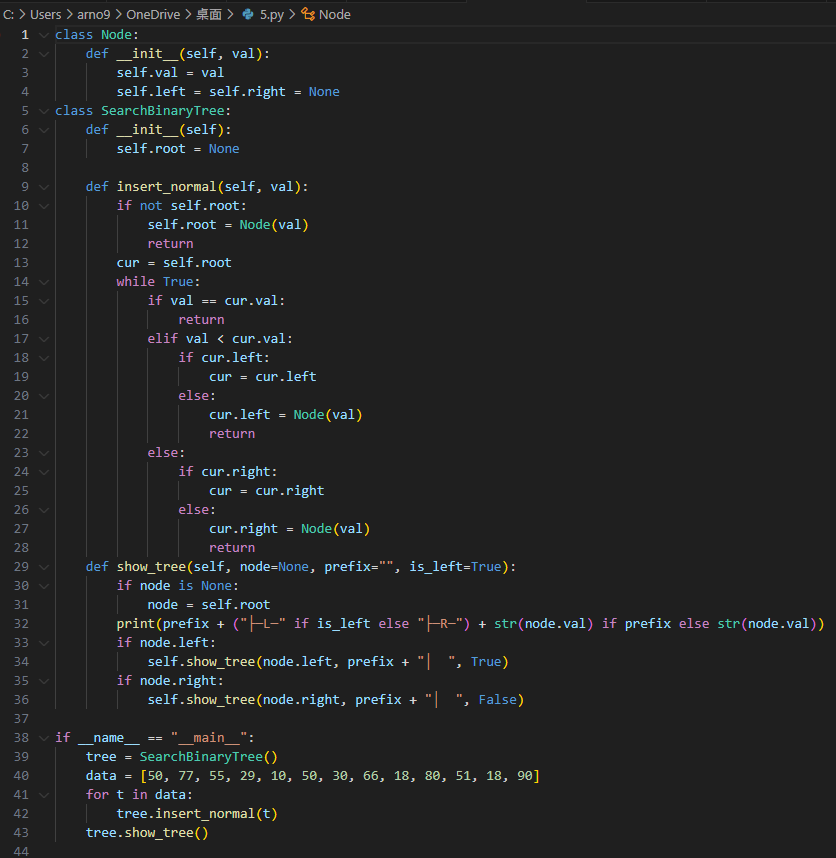 C: > Users > arno9 > OneDrive > 桌面 > 5.py > Node
1 class Node:
2     def __init__(self, val):
3         self.val = val
4         self.left = self.right = None
5 class SearchBinaryTree:
6     def __init__(self):
7         self.root = None
8
9     def insert_normal(self, val):
10         if not self.root:
11             self.root = Node(val)
12             return
13         cur = self.root
14         while True:
15             if val == cur.val:
16                 return
17             elif val < cur.val:
18                 if cur.left:
19                     cur = cur.left
20                 else:
21                     cur.left = Node(val)
22                     return
23             else:
24                 if cur.right:
25                     cur = cur.right
26                 else:
27                     cur.right = Node(val)
28                     return
29     def show_tree(self, node=None, prefix="", is_left=True):
30         if node is None:
31             node = self.root
32         print(prefix + ("├─L─" if is_left else "├─R─") + str(node.val) if prefix else str(node.val))
33         if node.left:
34             self.show_tree(node.left, prefix + "│  ", True)
35         if node.right:
36             self.show_tree(node.right, prefix + "│  ", False)
37
38 if __name__ == "__main__":
39     tree = SearchBinaryTree()
40     data = [50, 77, 55, 29, 10, 50, 30, 66, 18, 80, 51, 18, 90]
41     for t in data:
42         tree.insert_normal(t)
43     tree.show_tree()
44